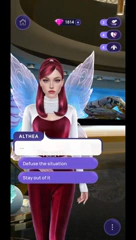 1814
ALTHEA
...
Defuse the situation
Stay out of it